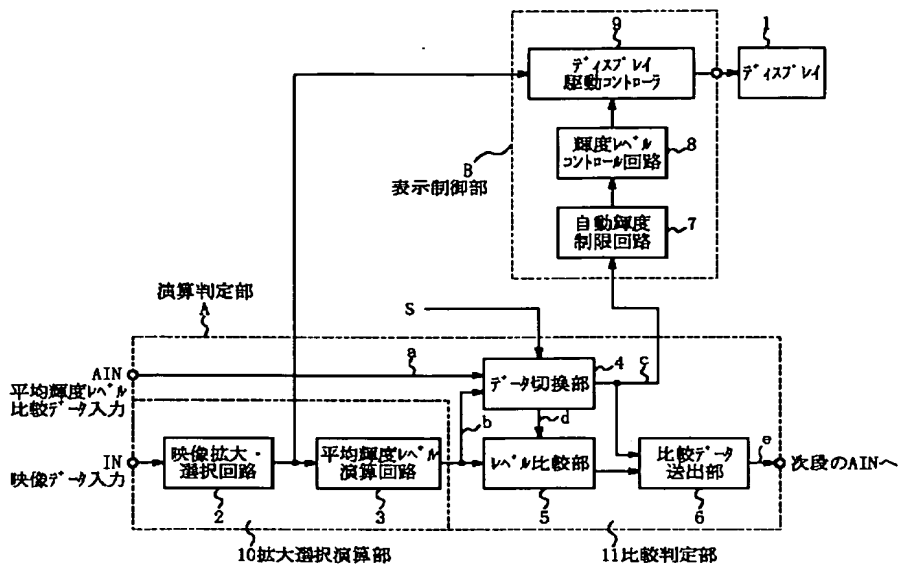 9
ディスプレイ
駆動コントローラ
1
ディスプレイ
輝度レベル
コントロール回路
8
B
表示制御部
自動輝度
制限回路
7
演算判定部
A
S
AIN
平均輝度レベル
比較データ入力
a
データ切換部
4
c
b
d
IN
映像データ入力
映像拡大・
選択回路
2
平均輝度レベル
演算回路
3
レベル比較部
5
比較データ
送出部
6
e
次段のAINへ
10拡大選択演算部
11比較判定部